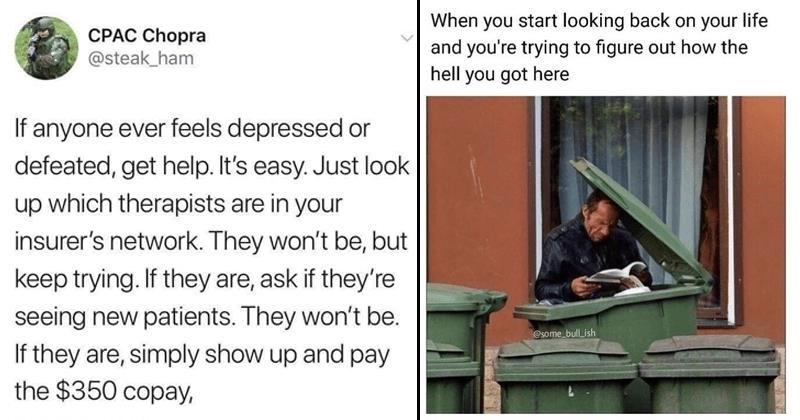 CPAC Chopra
@steak_ham
If anyone ever feels depressed or
defeated, get help. It's easy. Just look
up which therapists are in your
insurer's network. They won't be, but
keep trying. If they are, ask if they're
seeing new patients. They won't be.
If they are, simply show up and pay
the $350 copay,
When you start looking back on your life
and you're trying to figure out how the
hell you got here
@some_bull_ish